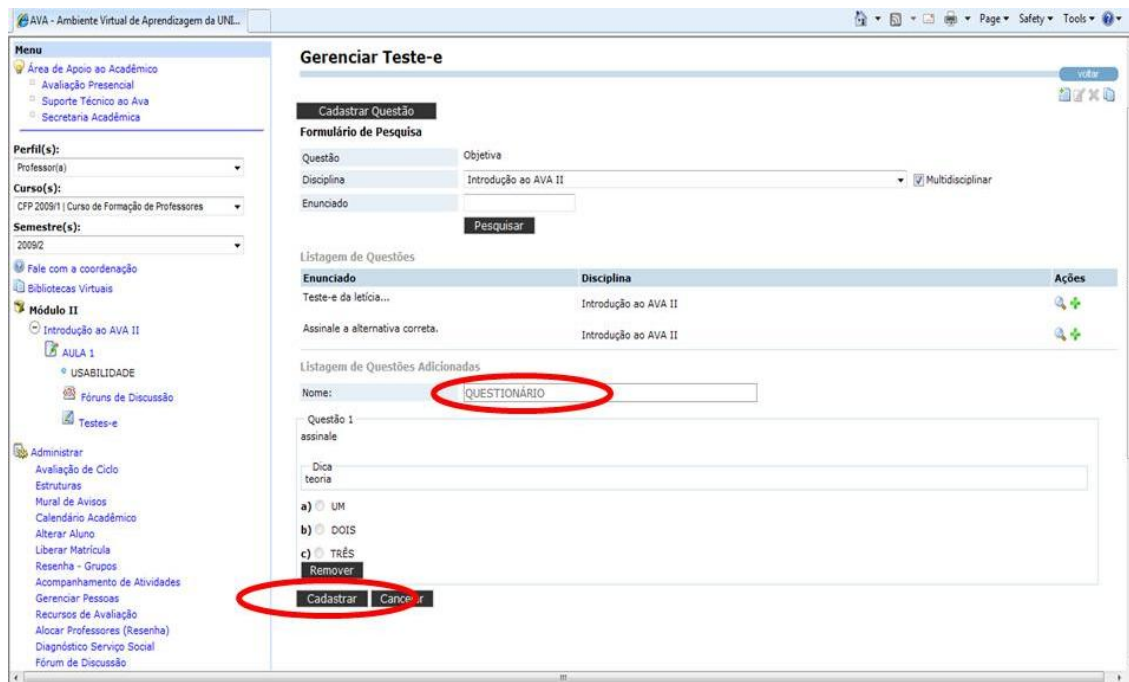 AVA - Ambiente Virtual de Aprendizagem da UNI...
Page Safety Tools
Menu
Área de Apoio ao Acadêmico
Avaliação Presencial
Suporte Técnico ao Ava
Secretaria Acadêmica
Perfil(s):
Professor(a)
Curso(s):
CFP 2009/1 | Curso de Formação de Professores
Semestre(s):
2009/2
Fale com a coordenação
Bibliotecas Virtuais
Módulo II
Introdução ao AVA II
AULA 1
USABILIDADE
Fóruns de Discussão
Testes-e
Administrar
Avaliação de Ciclo
Estruturas
Mural de Avisos
Calendário Acadêmico
Alterar Aluno
Liberar Matrícula
Resenha - Grupos
Acompanhamento de Atividades
Gerenciar Pessoas
Recursos de Avaliação
Alocar Professores (Resenha)
Diagnóstico Serviço Social
Fórum de Discussão
Gerenciar Teste-e
voltar
Cadastrar Questão
Formulário de Pesquisa
Questão Objetiva
Disciplina Introdução ao AVA II Multidisciplinar
Enunciado
Pesquisar
Listagem de Questões
Enunciado Disciplina Ações
Teste-e da letícia... Introdução ao AVA II
Assinale a alternativa correta. Introdução ao AVA II
Listagem de Questões Adicionadas
Nome: QUESTIONÁRIO
Questão 1
assinale
Dica
teoria
a) UM
b) DOIS
c) TRÊS
Remover
Cadastrar Cancelar